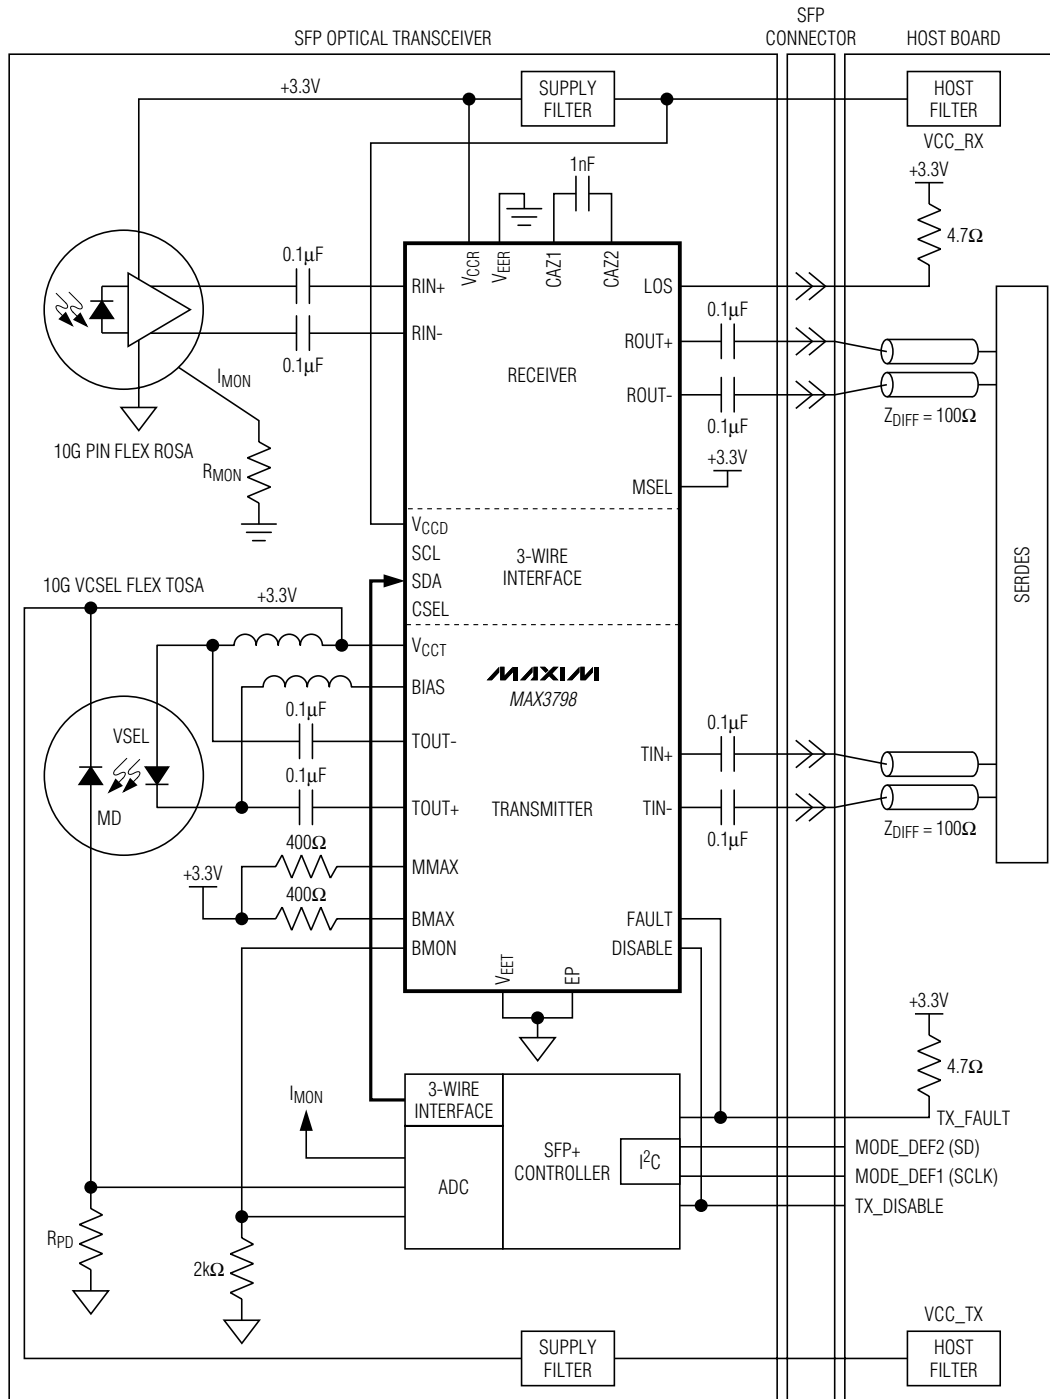 SFP OPTICAL TRANSCEIVER
SFP
CONNECTOR
HOST BOARD
+3.3V
SUPPLY
FILTER
HOST
FILTER
VCC_RX
1nF
+3.3V
4.7Ω
0.1µF
VCCR
VEER
CAZ1
CAZ2
RIN+
LOS
0.1µF
RIN-
ROUT+
0.1µF
RECEIVER
IMON
ROUT-
0.1µF
ZDIFF = 100Ω
10G PIN FLEX ROSA
+3.3V
RMON
MSEL
VCCD
SCL
3-WIRE
INTERFACE
10G VCSEL FLEX TOSA
SDA
SERDES
+3.3V
CSEL
VCCT
MAXIM
MAX3798
BIAS
0.1µF
0.1µF
VSEL
TOUT-
TIN+
0.1µF
MD
TOUT+
TRANSMITTER
TIN-
0.1µF
ZDIFF = 100Ω
400Ω
+3.3V
MMAX
400Ω
BMAX
FAULT
BMON
DISABLE
VEET
EP
+3.3V
4.7Ω
IMON
3-WIRE
INTERFACE
TX_FAULT
SFP+
CONTROLLER
I2C
MODE_DEF2 (SD)
ADC
MODE_DEF1 (SCLK)
TX_DISABLE
RPD
2kΩ
VCC_TX
SUPPLY
FILTER
HOST
FILTER